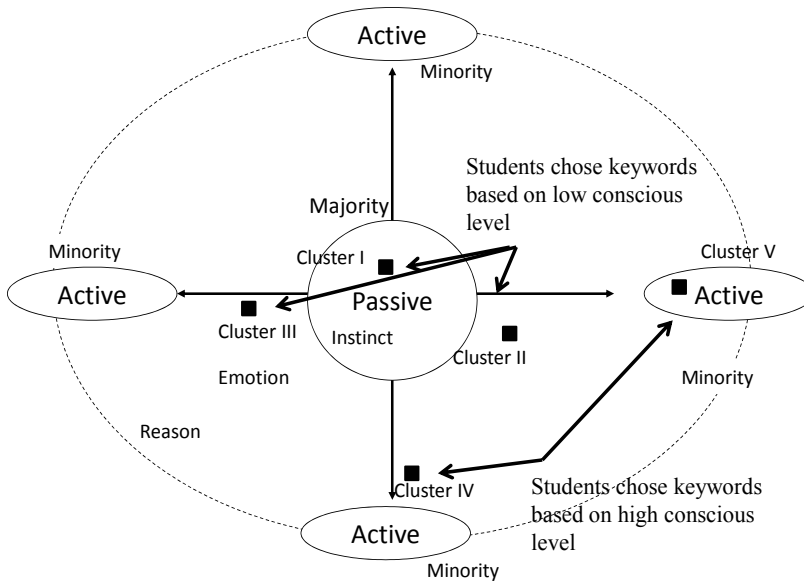 Active
Minority
Students chose keywords
based on low conscious
level
Majority
Minority
Cluster I
Cluster V
Active
Passive
Active
Cluster III
Instinct
Cluster II
Emotion
Minority
Reason
Cluster IV
Students chose keywords
based on high conscious
level
Active
Minority